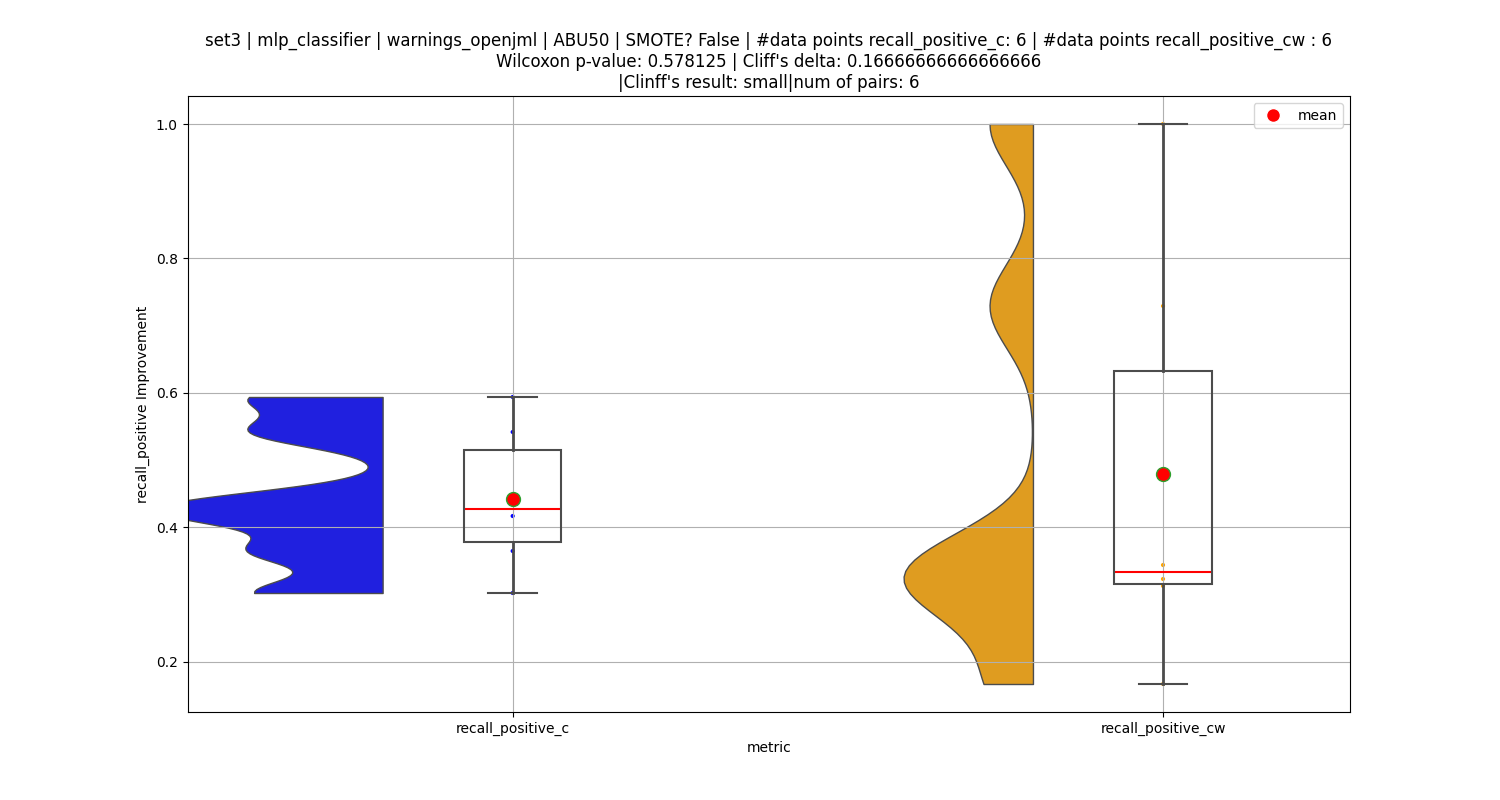 set3 | mlp_classifier | warnings_openjml | ABU50 | SMOTE? False | #data points recall_positive_c: 6 | #data points recall_positive_cw : 6
Wilcoxon p-value: 0.578125 | Cliff's delta: 0.16666666666666666
|Clinff's result: small|num of pairs: 6
mean
1.0
0.8
0.6
0.4
0.2
recall_positive Improvement
recall_positive_c
recall_positive_cw
metric